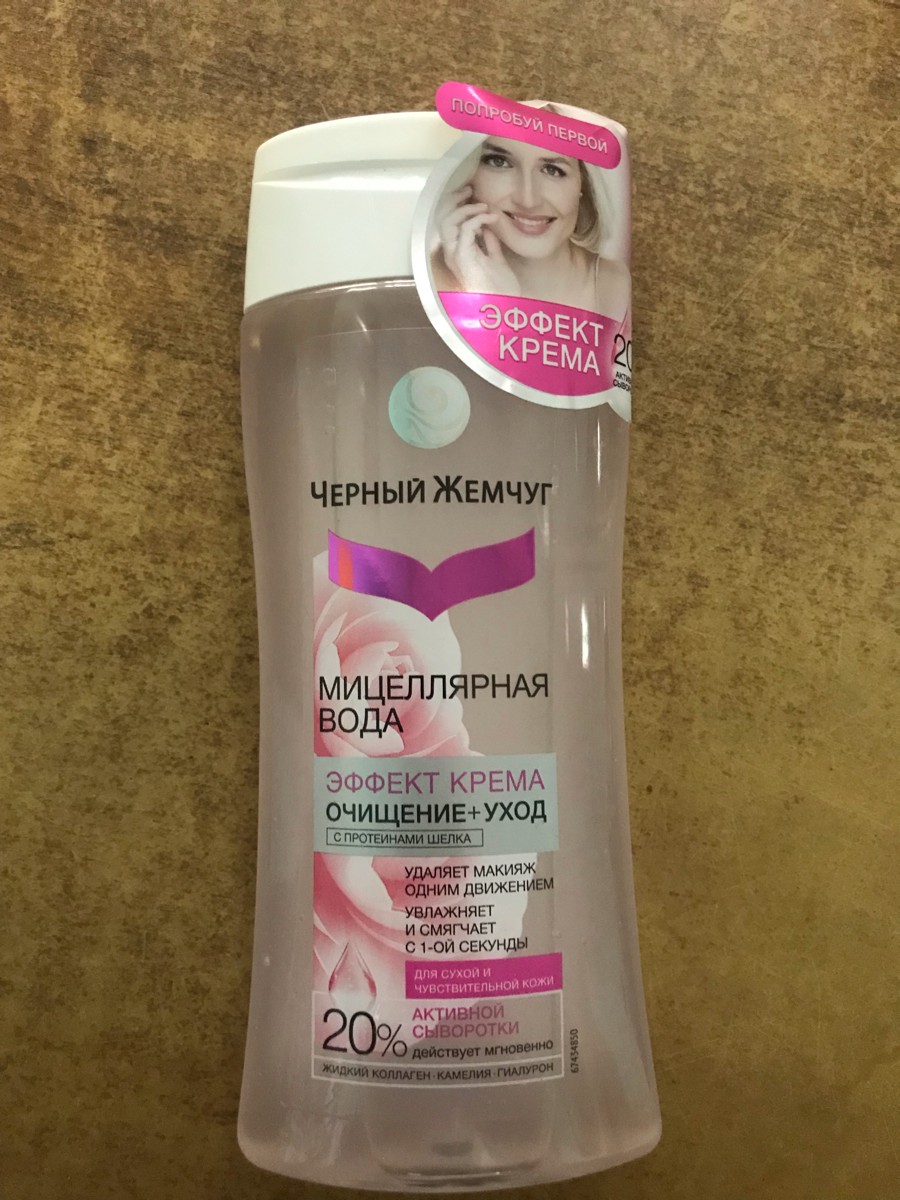 ПОПРОБУЙ ПЕРВОЙ
ЭФФЕКТ
КРЕМА
ЧЕРНЫЙ ЖЕМЧУГ
МИЦЕЛЛЯРНАЯ
ВОДА
ЭФФЕКТ КРЕМА
ОЧИЩЕНИЕ+УХОД
С ПРОТЕИНАМИ ШЕЛКА
УДАЛЯЕТ МАКИЯЖ
ОДНИМ ДВИЖЕНИЕМ
УВЛАЖНЯЕТ
И СМЯГЧАЕТ
С 1-ОЙ СЕКУНДЫ
ДЛЯ СУХОЙ И
ЧУВСТВИТЕЛЬНОЙ КОЖИ
20% АКТИВНОЙ
СЫВОРОТКИ
действует мгновенно
ЖИДКИЙ КОЛЛАГЕН·КАМЕЛИЯ·ГИАЛУРОН
67454850